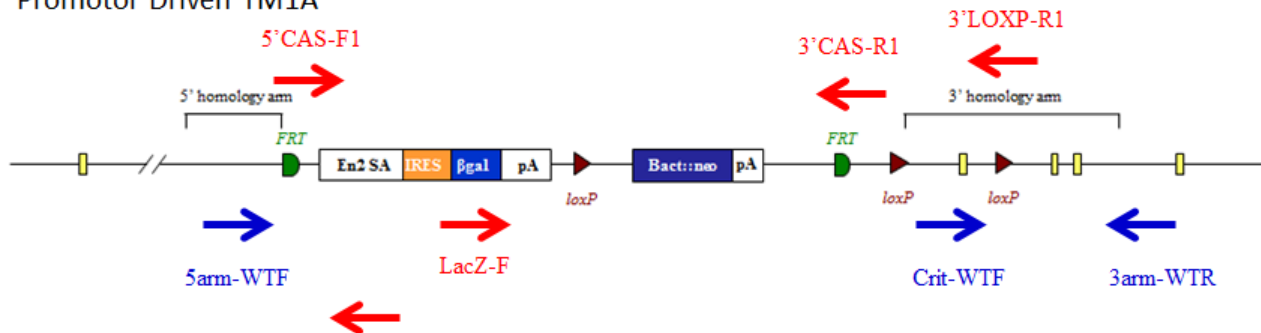 Promotor Driven TM1A
5'CAS-F1
3'CAS-R1
3'LOXP-R1
5' homology arm
3' homology arm
FRT
FRT
En2 SA IRES βgal pA
loxP
Bact::neo pA
loxP
loxP
5arm-WTF
LacZ-F
Crit-WTF
3arm-WTR